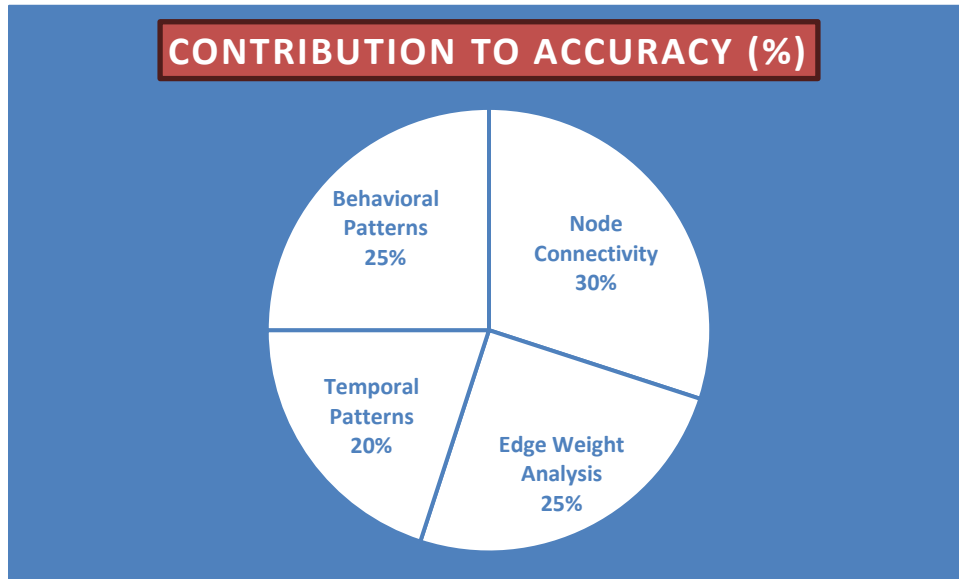 CONTRIBUTION TO ACCURACY (%)
Behavioral
Patterns
25%
Node
Connectivity
30%
Temporal
Patterns
20%
Edge Weight
Analysis
25%